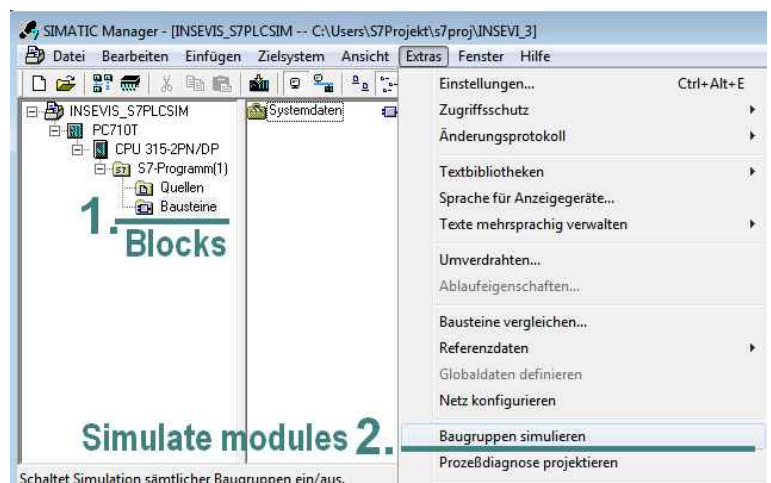 SIMATIC Manager - [INSEVIS_S7PLCSIM -- C:\Users\S7Projekt\s7proj\INSEVI_3]
Datei Bearbeiten Einfügen Zielsystem Ansicht Extras Fenster Hilfe
INSEVIS_S7PLCSIM
PC710T
CPU 315-2PN/DP
S7-Programm(1)
Quellen
Bausteine
1.
Blocks
Systemdaten
Einstellungen... Ctrl+Alt+E
Zugriffsschutz
Änderungsprotokoll
Textbibliotheken
Sprache für Anzeigegeräte...
Texte mehrsprachig verwalten
Umverdrahten...
Ablaufeigenschaften...
Bausteine vergleichen...
Referenzdaten
Globaldaten definieren
Netz konfigurieren
Simulate modules 2.
Baugruppen simulieren
Prozeßdiagnose projektieren
Schaltet Simulation sämtlicher Baugruppen ein/aus.